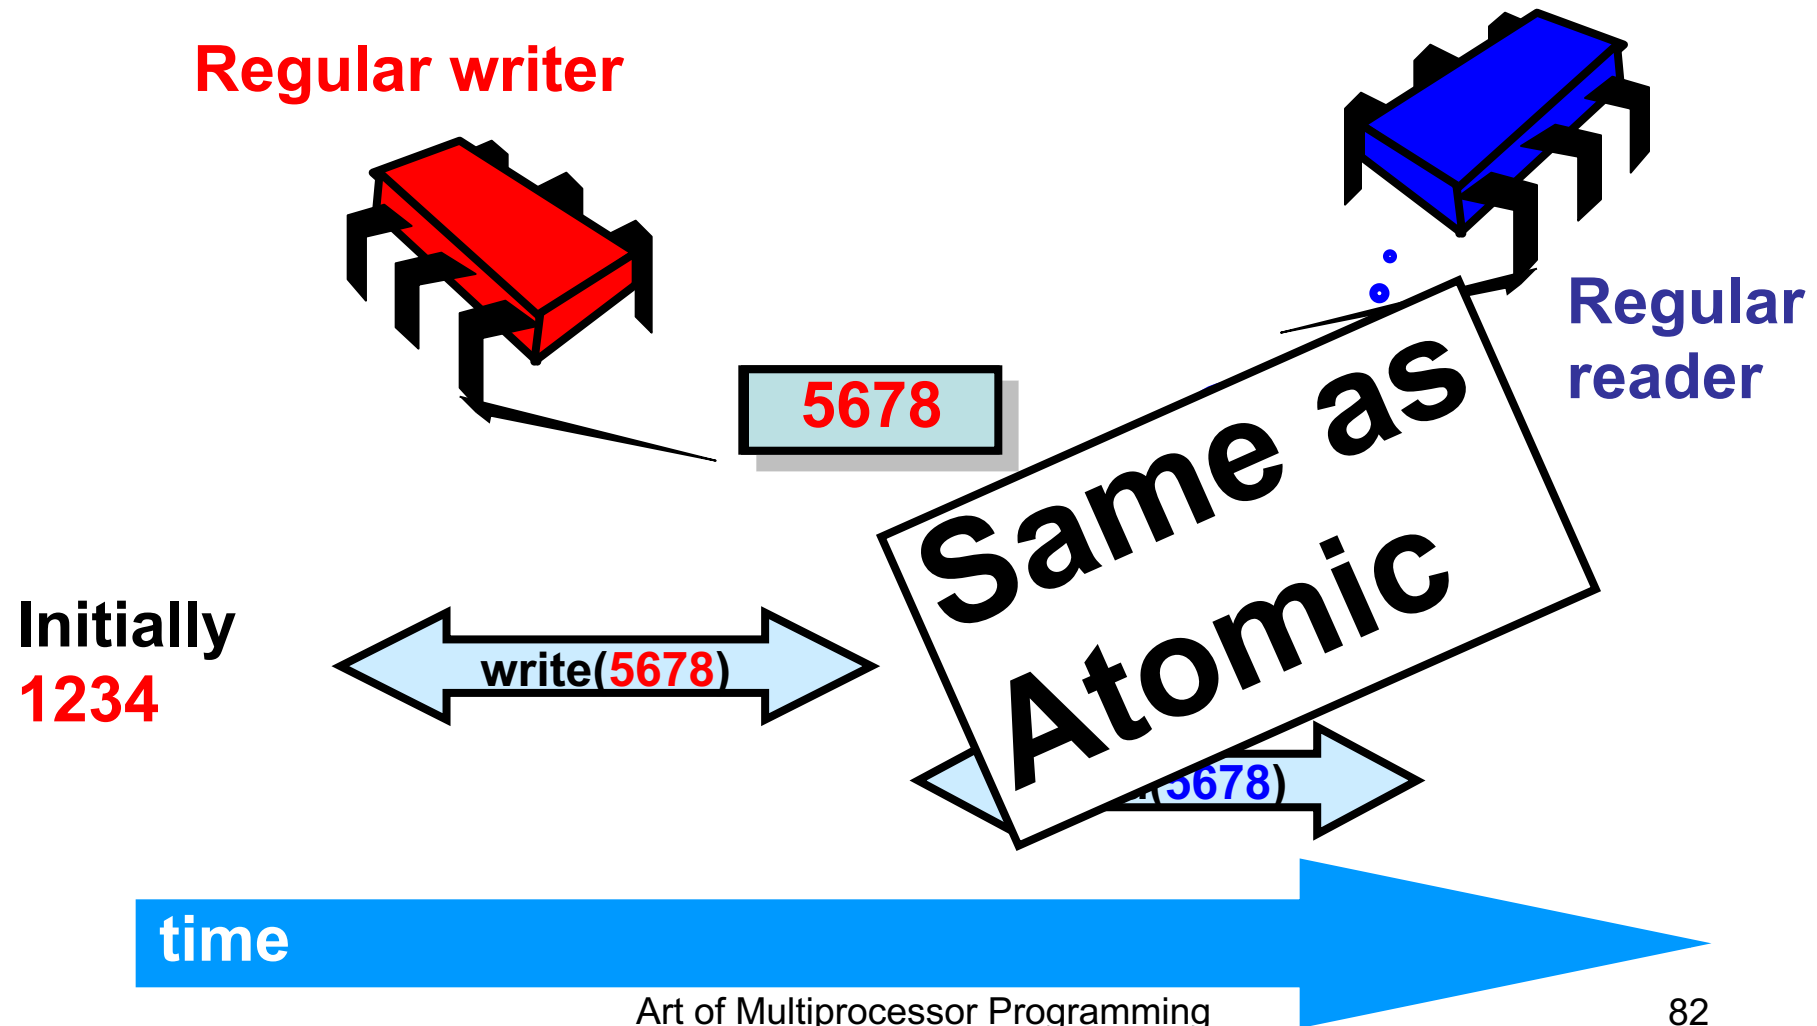 Regular writer
Regular
reader
5678
Same as
Atomic
Initially
1234
write(5678)
(5678)
time
Art of Multiprocessor Programming
82